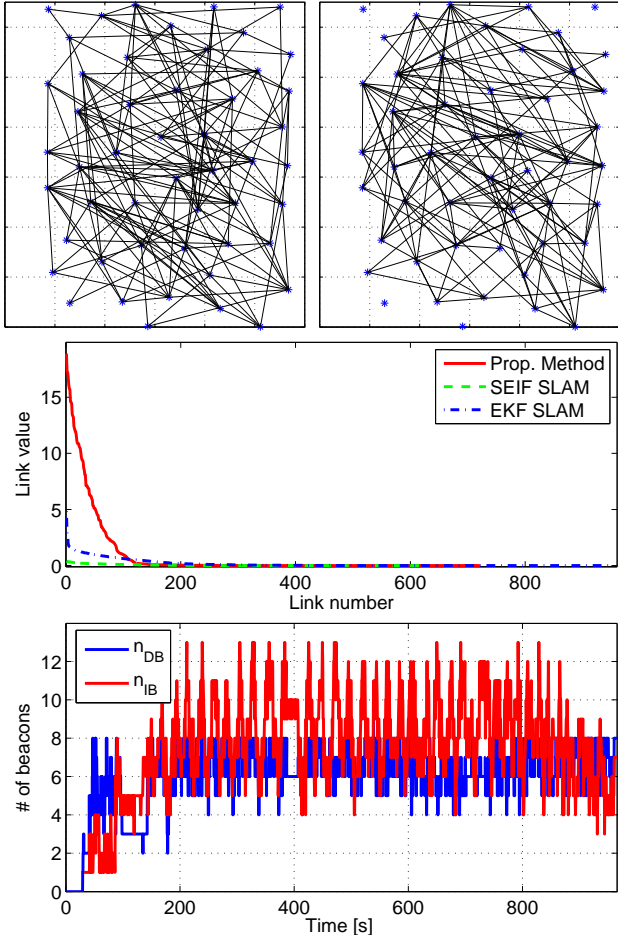 15
10
5
0
Link value
Prop. Method
SEIF SLAM
EKF SLAM
0
200
400
600
800
Link number
12
10
8
6
4
2
0
# of beacons
n_DB
n_IB
0
200
400
600
800
Time [s]